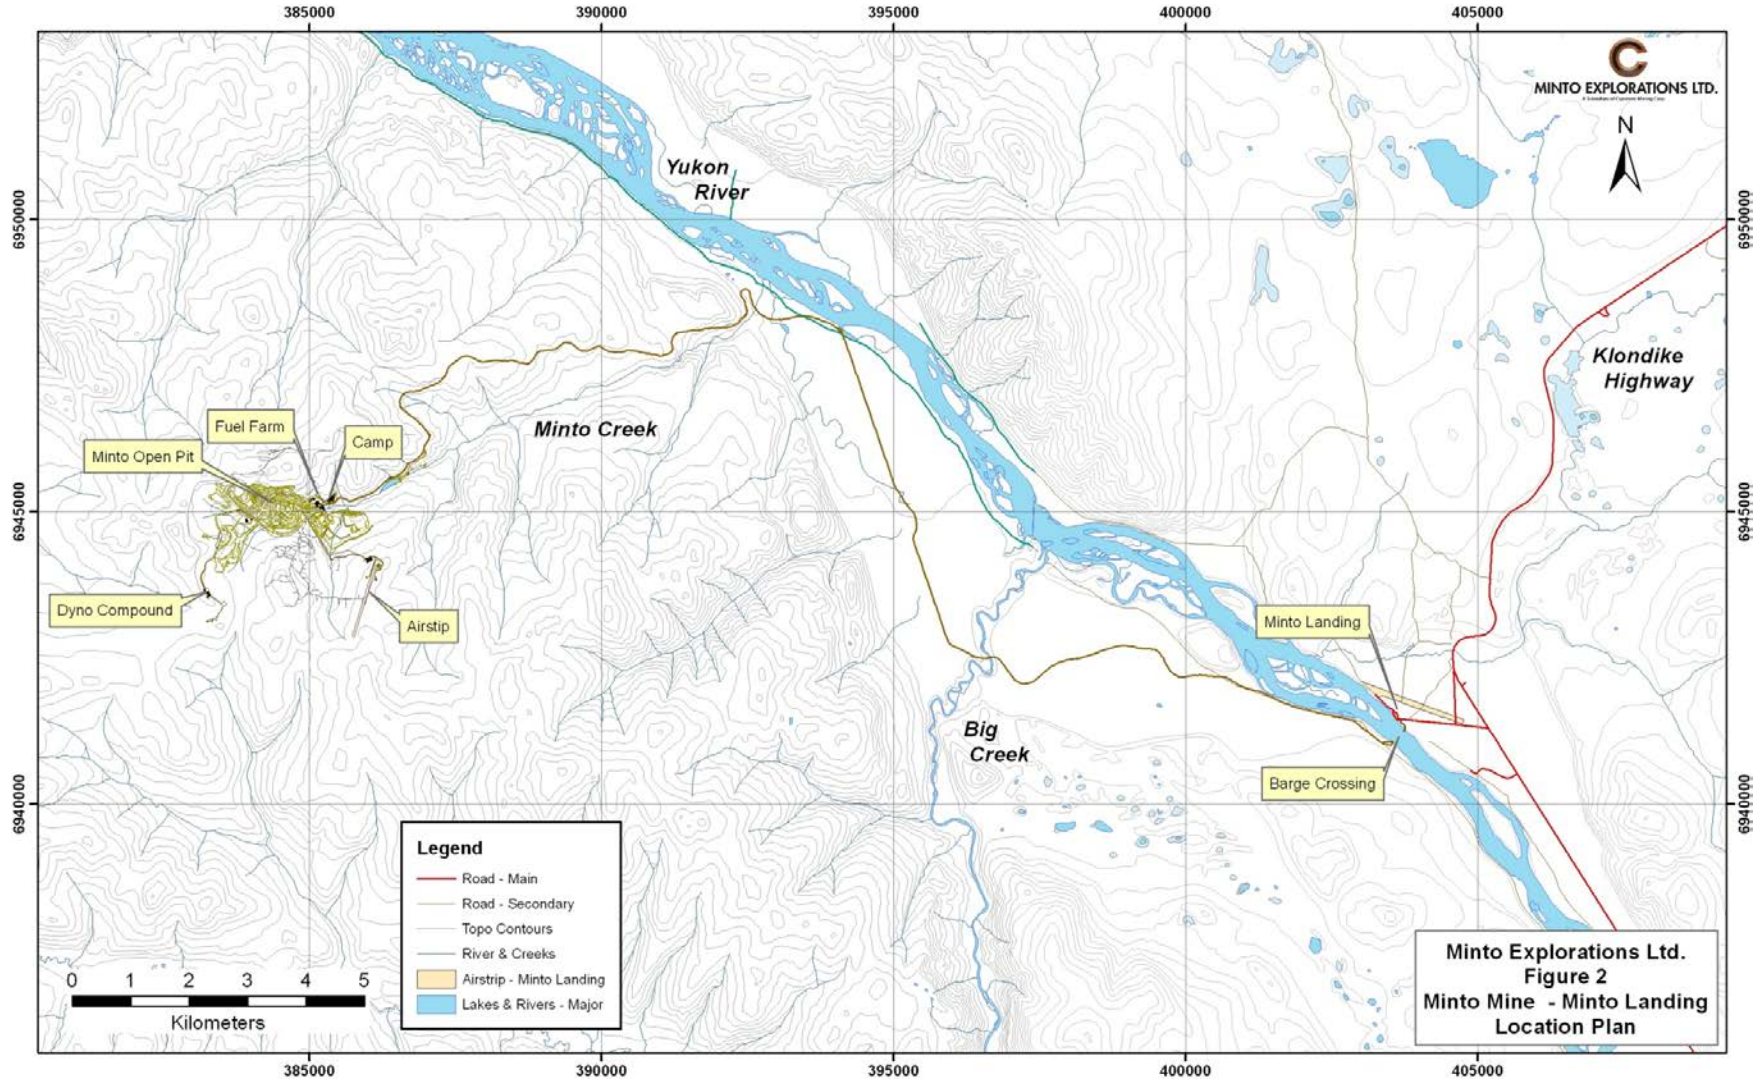 385000
390000
395000
400000
405000
MINTO EXPLORATIONS LTD.
N
Yukon
River
6950000
6950000
Klondike
Highway
Fuel Farm
Camp
Minto Creek
Minto Open Pit
6945000
6945000
Dyno Compound
Airstip
Minto Landing
Big
Creek
Barge Crossing
6940000
6940000
Legend
Road - Main
Road - Secondary
Topo Contours
River & Creeks
Airstrip - Minto Landing
Lakes & Rivers - Major
0 1 2 3 4 5
Kilometers
Minto Explorations Ltd.
Figure 2
Minto Mine - Minto Landing
Location Plan
385000
390000
395000
400000
405000